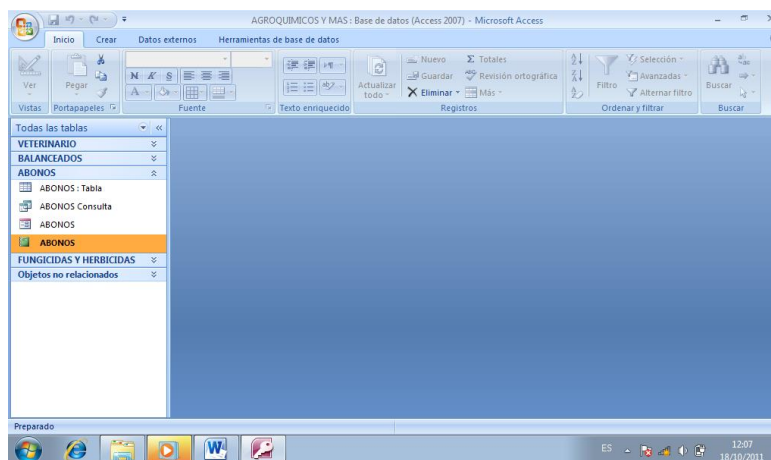 AGROQUIMICOS Y MAS : Base de datos (Access 2007) - Microsoft Access
Inicio Crear Datos externos Herramientas de base de datos
Ver
Pegar
N K S
A
Actualizar todo
Nuevo
Guardar
Eliminar
Totales
Revisión ortográfica
Más
Filtro
Selección
Avanzadas
Alternar filtro
Buscar
Vistas Portapapeles Fuente Texto enriquecido Registros Ordenar y filtrar Buscar
Todas las tablas
VETERINARIO
BALANCEADOS
ABONOS
ABONOS : Tabla
ABONOS Consulta
ABONOS
ABONOS
FUNGICIDAS Y HERBICIDAS
Objetos no relacionados
Preparado
ES 12:07
18/10/2011